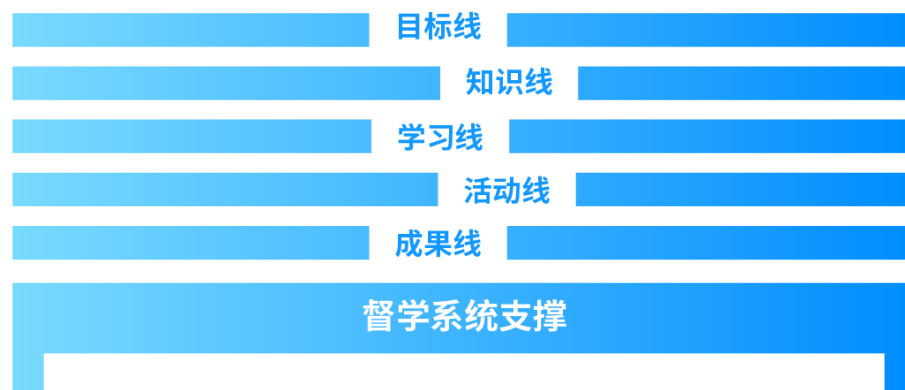 目标线
知识线
学习线
活动线
成果线
督学系统支撑